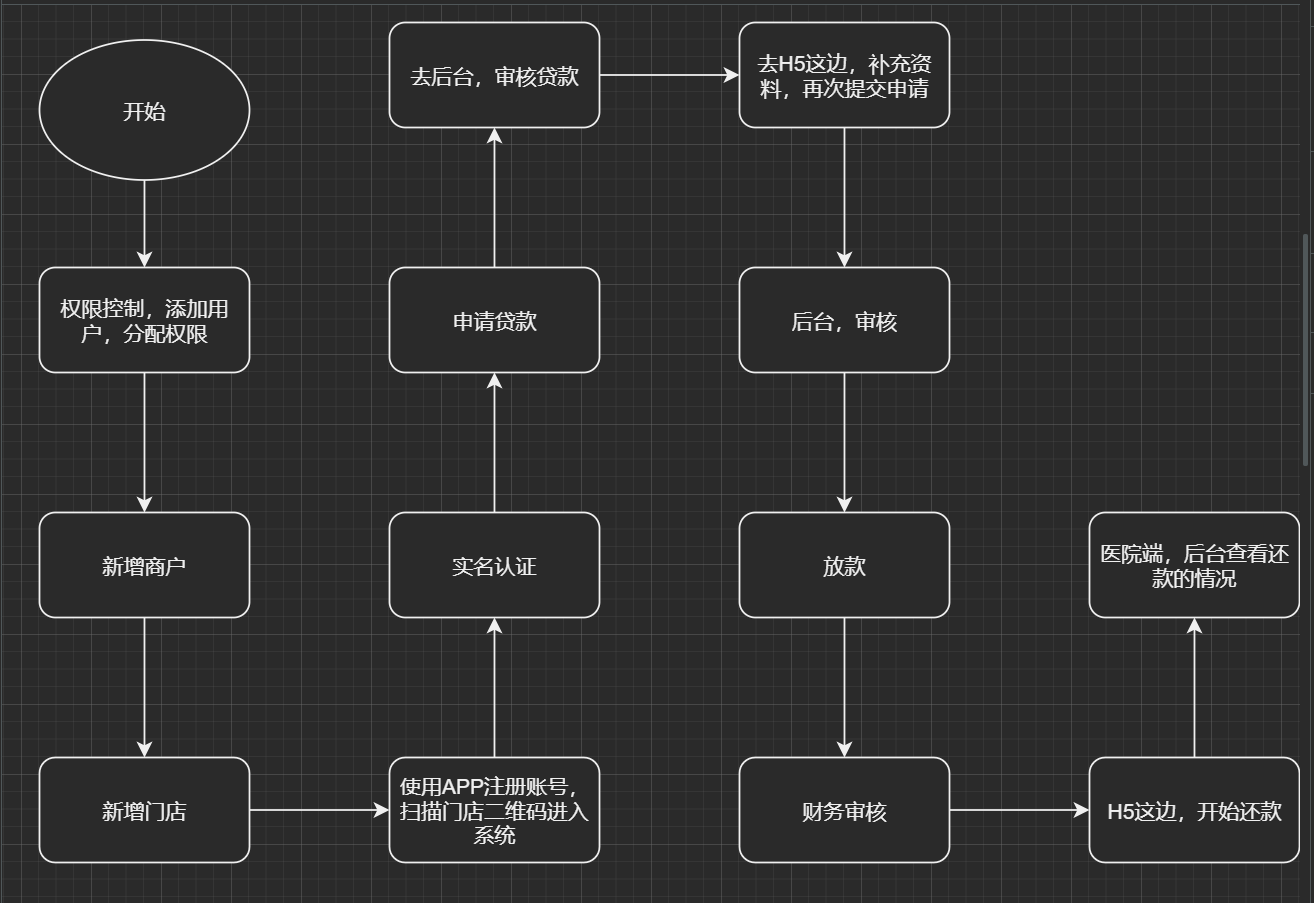 开始
权限控制，添加用
户，分配权限
新增商户
新增门店
使用APP注册账号，
扫描门店二维码进入
系统
实名认证
申请贷款
去后台，审核贷款
去H5这边，补充资
料，再次提交申请
后台，审核
放款
财务审核
H5这边，开始还款
医院端，后台查看还
款的情况